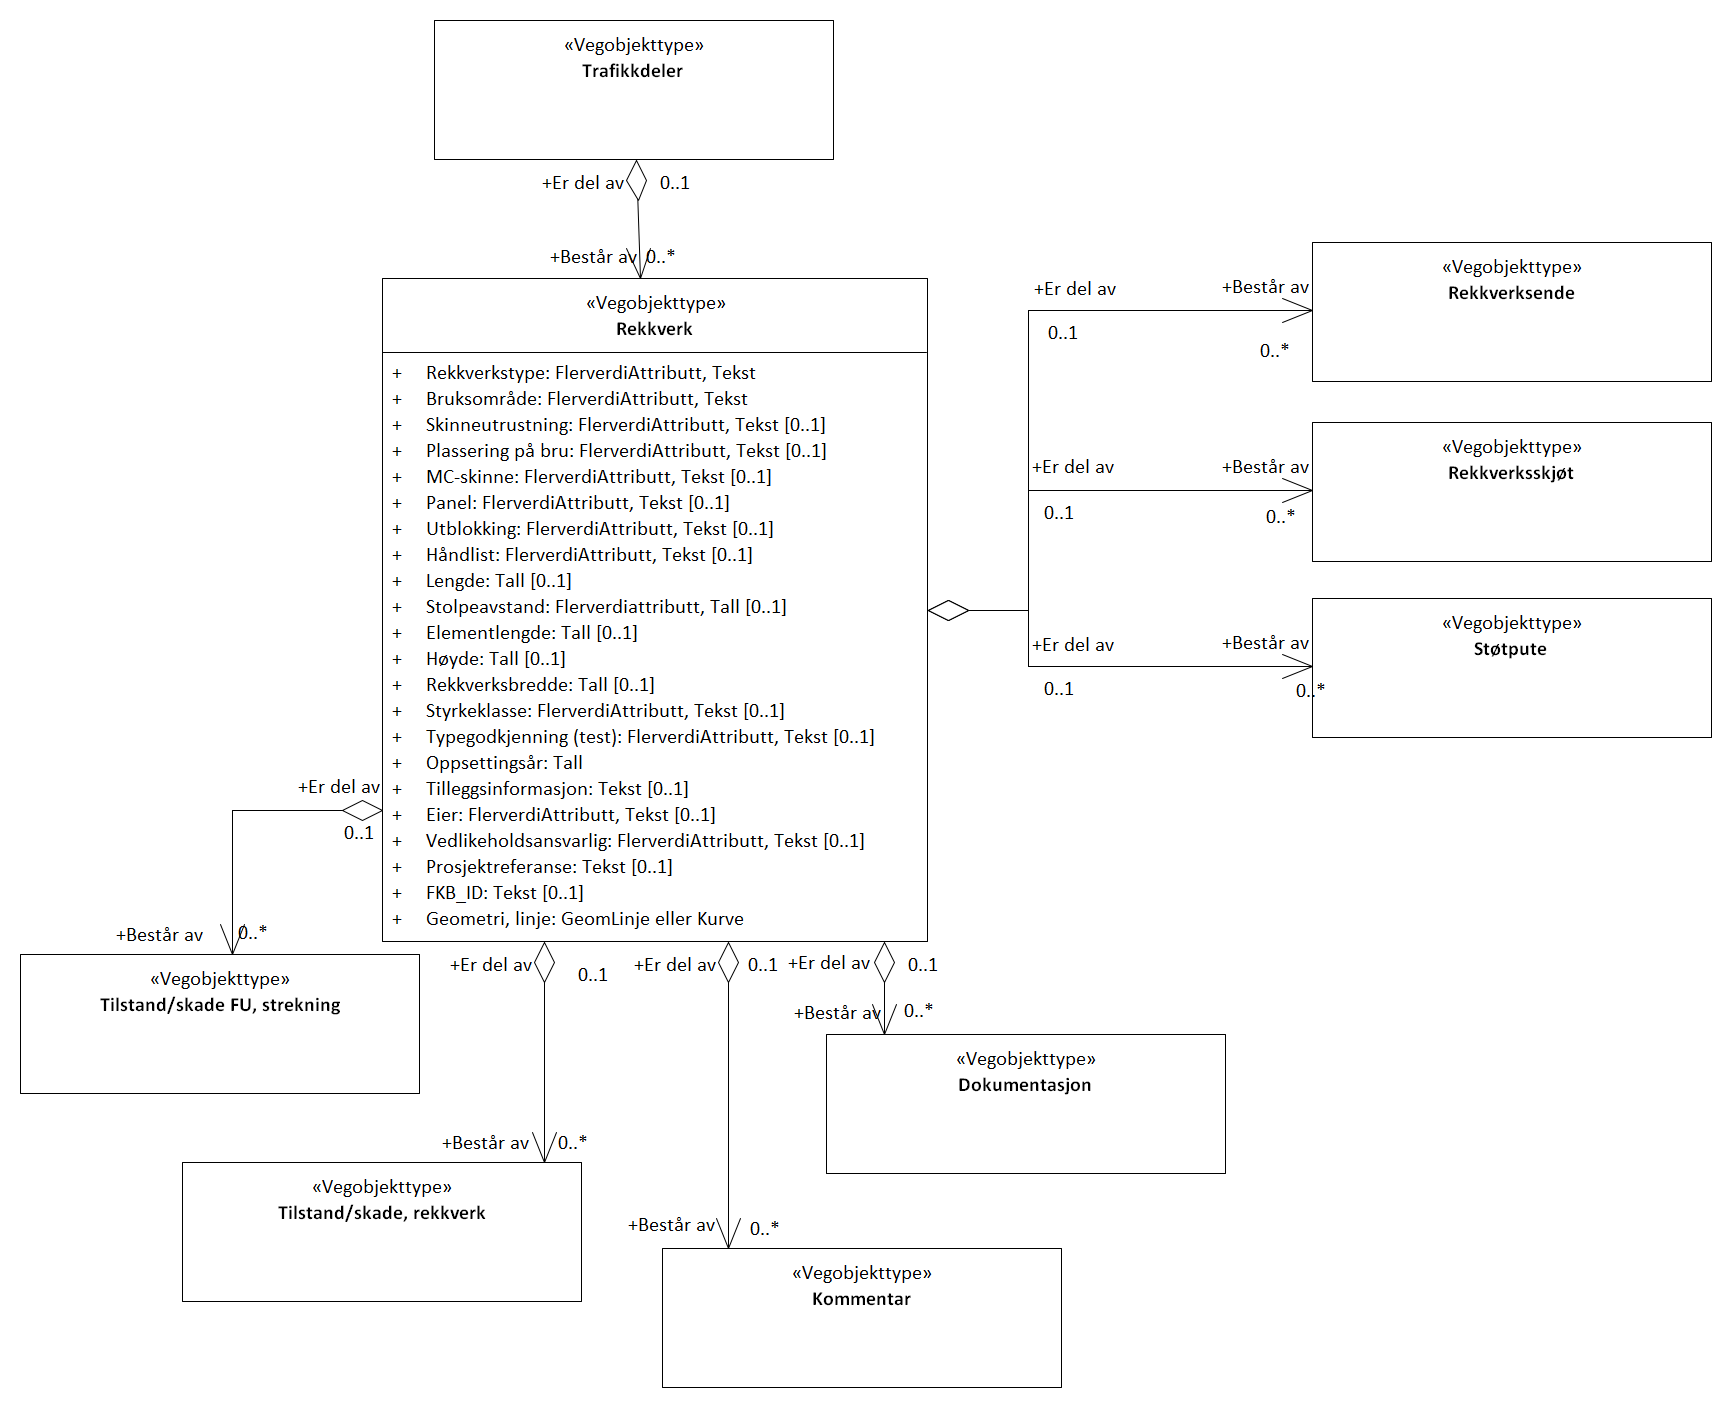 «Vegobjekttype»
Trafikkdeler
+Er del av
0..1
+Består av
0..*
«Vegobjekttype»
Rekkverk
+ Rekkverkstype: FlerverdiAttributt, Tekst
+ Bruksområde: FlerverdiAttributt, Tekst
+ Skinneutrustning: FlerverdiAttributt, Tekst [0..1]
+ Plassering på bru: FlerverdiAttributt, Tekst [0..1]
+ MC-skinne: FlerverdiAttributt, Tekst [0..1]
+ Panel: FlerverdiAttributt, Tekst [0..1]
+ Utblokking: FlerverdiAttributt, Tekst [0..1]
+ Håndlist: FlerverdiAttributt, Tekst [0..1]
+ Lengde: Tall [0..1]
+ Stolpeavstand: Flerverdiattributt, Tall [0..1]
+ Elementlengde: Tall [0..1]
+ Høyde: Tall [0..1]
+ Rekkverksbredde: Tall [0..1]
+ Styrkeklasse: FlerverdiAttributt, Tekst [0..1]
+ Typegodkjenning (test): FlerverdiAttributt, Tekst [0..1]
+ Oppsettingsår: Tall
+ Tilleggsinformasjon: Tekst [0..1]
+ Eier: FlerverdiAttributt, Tekst [0..1]
+ Vedlikeholdsansvarlig: FlerverdiAttributt, Tekst [0..1]
+ Prosjektreferanse: Tekst [0..1]
+ FKB_ID: Tekst [0..1]
+ Geometri, linje: GeomLinje eller Kurve
+Er del av
0..1
+Består av
0..*
«Vegobjekttype»
Rekkverksende
+Er del av
0..1
+Består av
0..*
«Vegobjekttype»
Rekkverksskjøt
+Er del av
0..1
+Består av
0..*
«Vegobjekttype»
Støtpute
+Er del av
0..1
+Består av
0..*
«Vegobjekttype»
Tilstand/skade FU, strekning
+Er del av
0..1
+Består av
0..*
«Vegobjekttype»
Tilstand/skade, rekkverk
+Er del av
0..1
+Består av
0..*
«Vegobjekttype»
Kommentar
+Er del av
0..1
+Består av
0..*
«Vegobjekttype»
Dokumentasjon